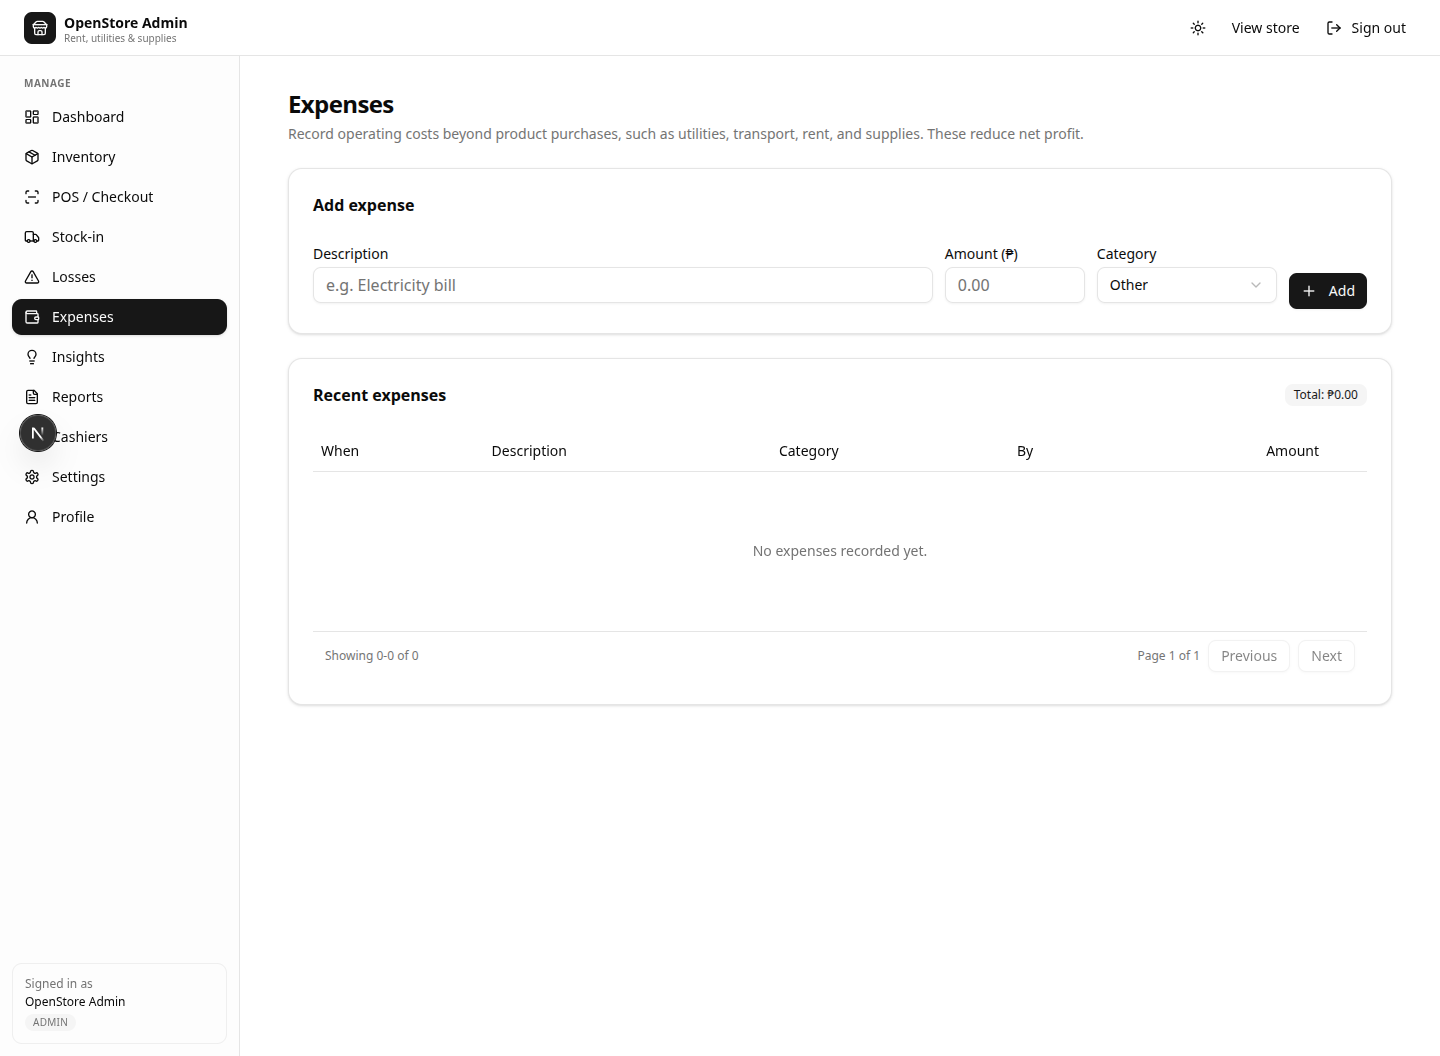 OpenStore Admin
Rent, utilities & supplies
View store
Sign out
MANAGE
Dashboard
Inventory
POS / Checkout
Stock-in
Losses
Expenses
Insights
Reports
N
Cashiers
Settings
Profile
Signed in as
OpenStore Admin
ADMIN
Expenses
Record operating costs beyond product purchases, such as utilities, transport, rent, and supplies. These reduce net profit.
Add expense
Description
Amount (₱)
Category
e.g. Electricity bill
0.00
Other
Add
Recent expenses
Total: ₱0.00
When Description Category By Amount
No expenses recorded yet.
Showing 0-0 of 0
Page 1 of 1
Previous
Next